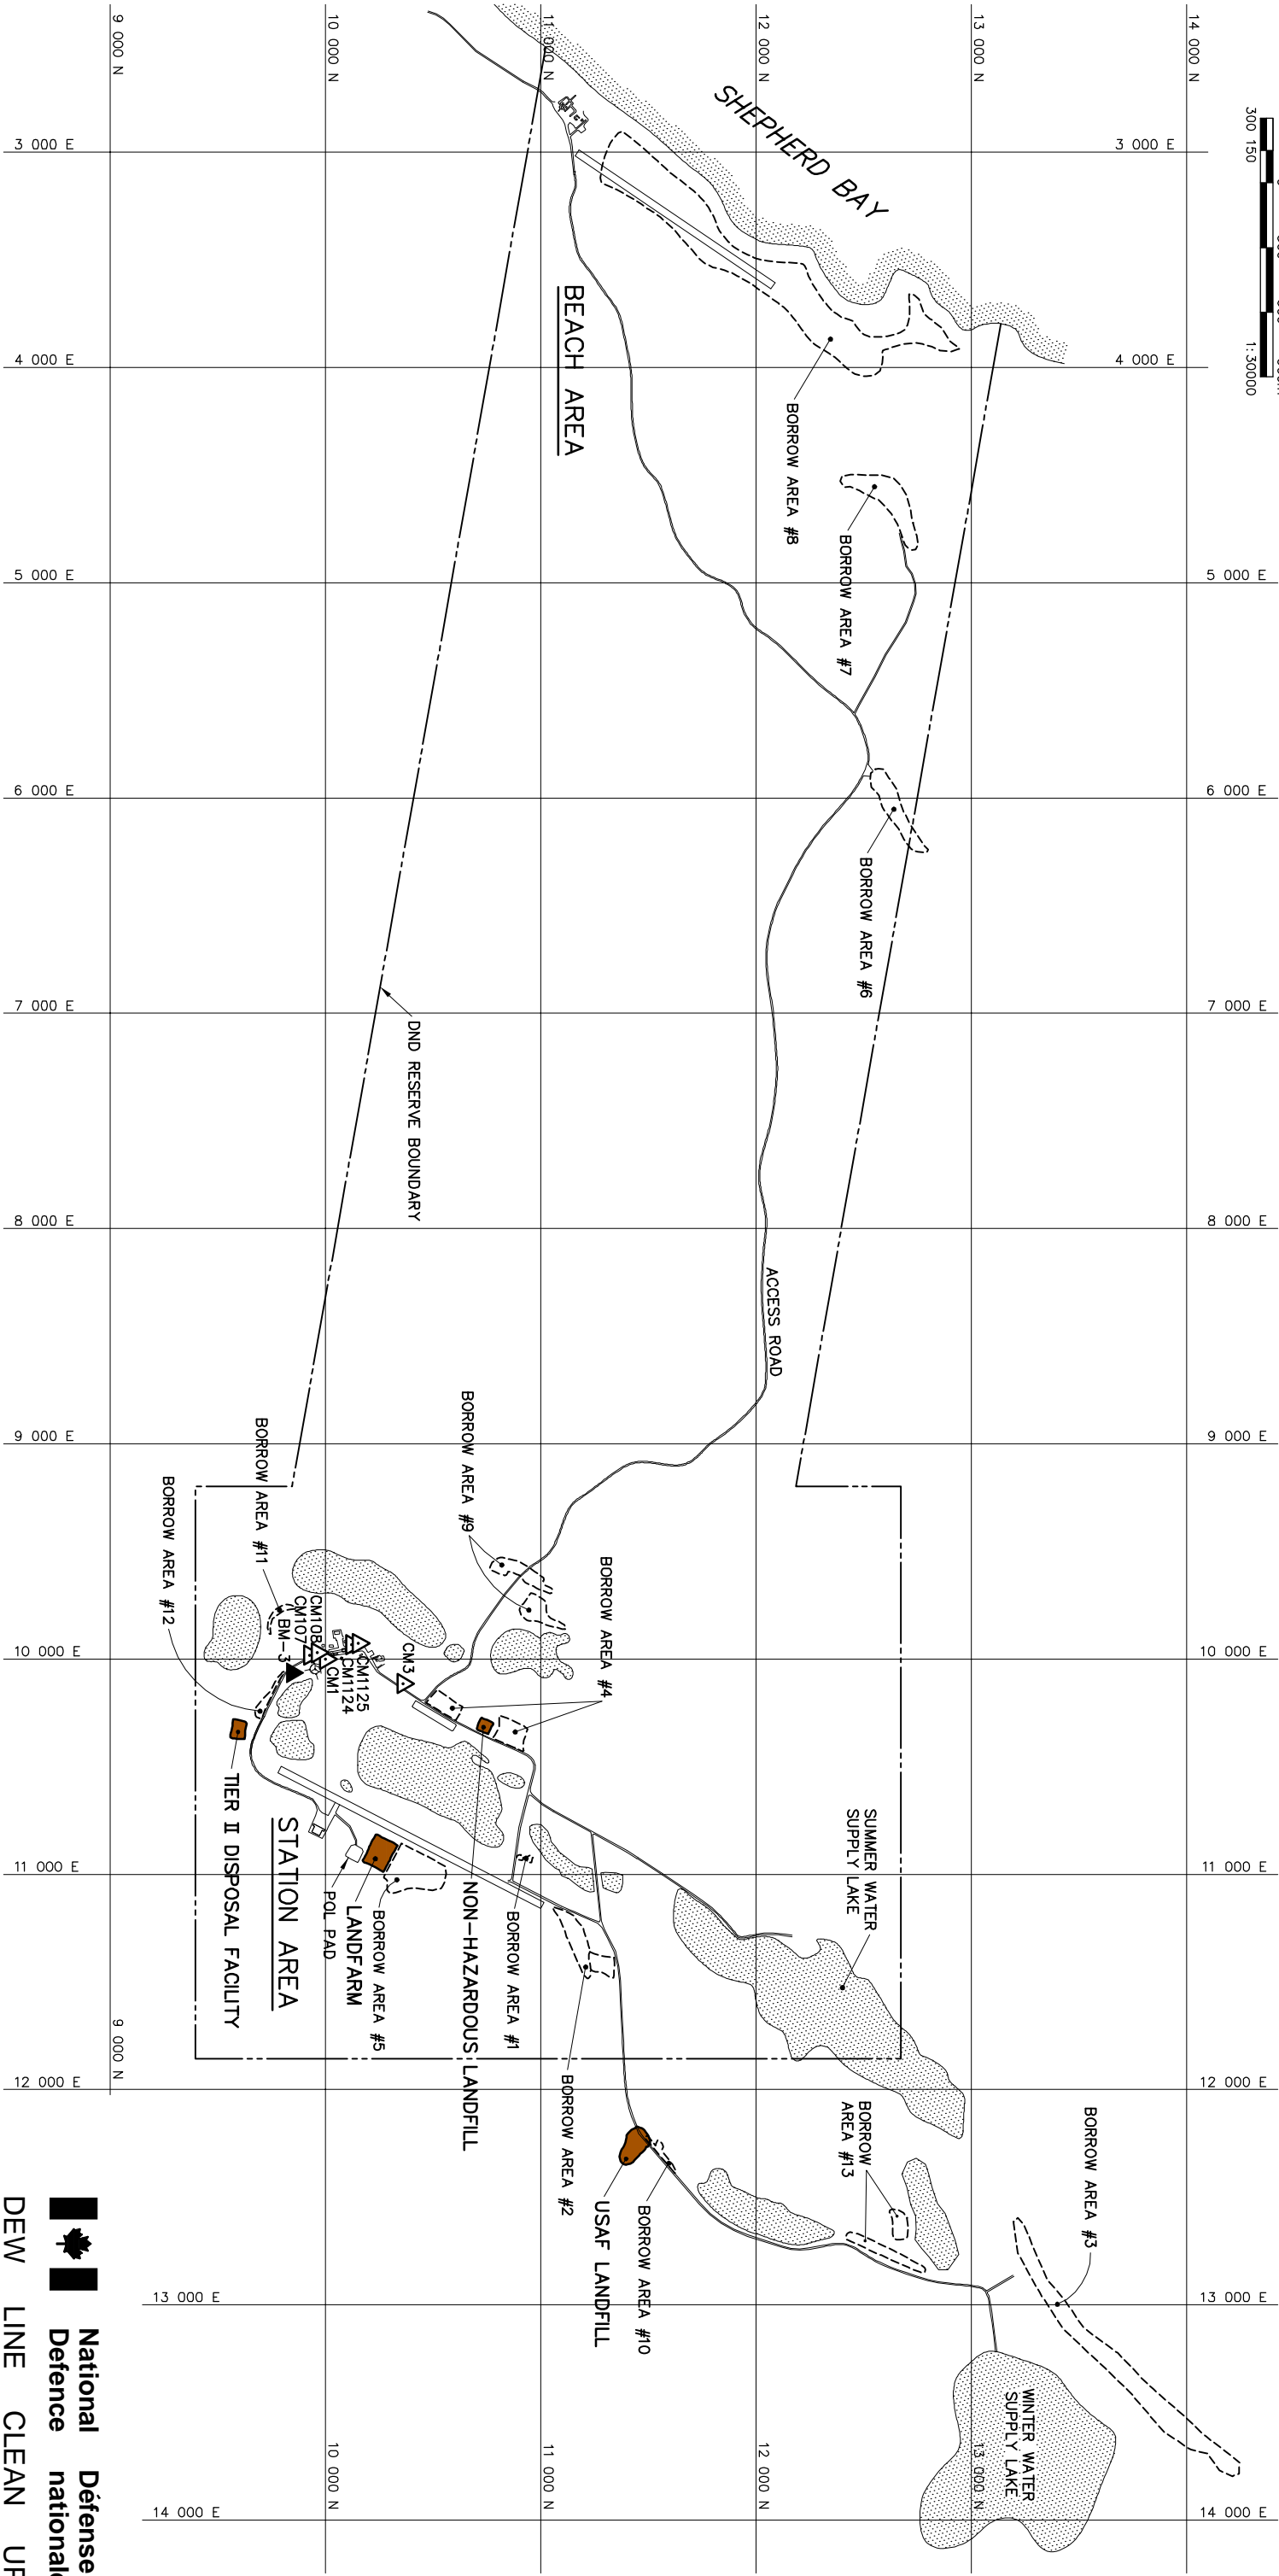 14 000 N
13 000 N
12 000 N
11 000 N
10 000 N
9 000 N
300 150
1:30000
SHEPHERD BAY
3 000 E
3 000 E
4 000 E
4 000 E
5 000 E
5 000 E
6 000 E
6 000 E
7 000 E
7 000 E
8 000 E
8 000 E
9 000 E
9 000 E
10 000 E
10 000 E
11 000 E
11 000 E
12 000 E
12 000 E
13 000 E
13 000 E
14 000 E
14 000 E
BEACH AREA
BORROW AREA #8
BORROW AREA #7
BORROW AREA #6
DND RESERVE BOUNDARY
ACCESS ROAD
BORROW AREA #9
BORROW AREA #11
BORROW AREA #12
BORROW AREA #4
CM108
CM107
BM-3
CM1
CM1125
CM1124
CM3
SUMMER WATER
SUPPLY LAKE
TIER II DISPOSAL FACILITY
STATION AREA
POL PAD
LANDFARM
BORROW AREA #5
NON-HAZARDOUS LANDFILL
BORROW AREA #1
BORROW AREA #2
USAF LANDFILL
BORROW AREA #10
BORROW
AREA #13
BORROW AREA #3
WINTER WATER
SUPPLY LAKE
13 000 N
12 000 N
11 000 N
10 000 N
9 000 N
National Défense
Defence nationale
DEW LINE CLEAN UP